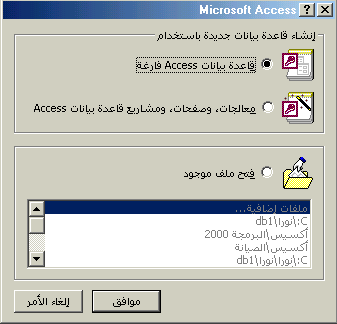 Microsoft Access
إنشاء قاعدة بيانات جديدة باستخدام
قاعدة بيانات Access فارغة
معالجات، وصفحات، ومشاريع قاعدة بيانات Access
فتح ملف موجود
ملفات إضافية...
C:\نورا\db1
أكسيس\البرمجة 2000
أكسيس\الصيانة
C:\نورا\نورا\db1
موافق
إلغاء الأمر